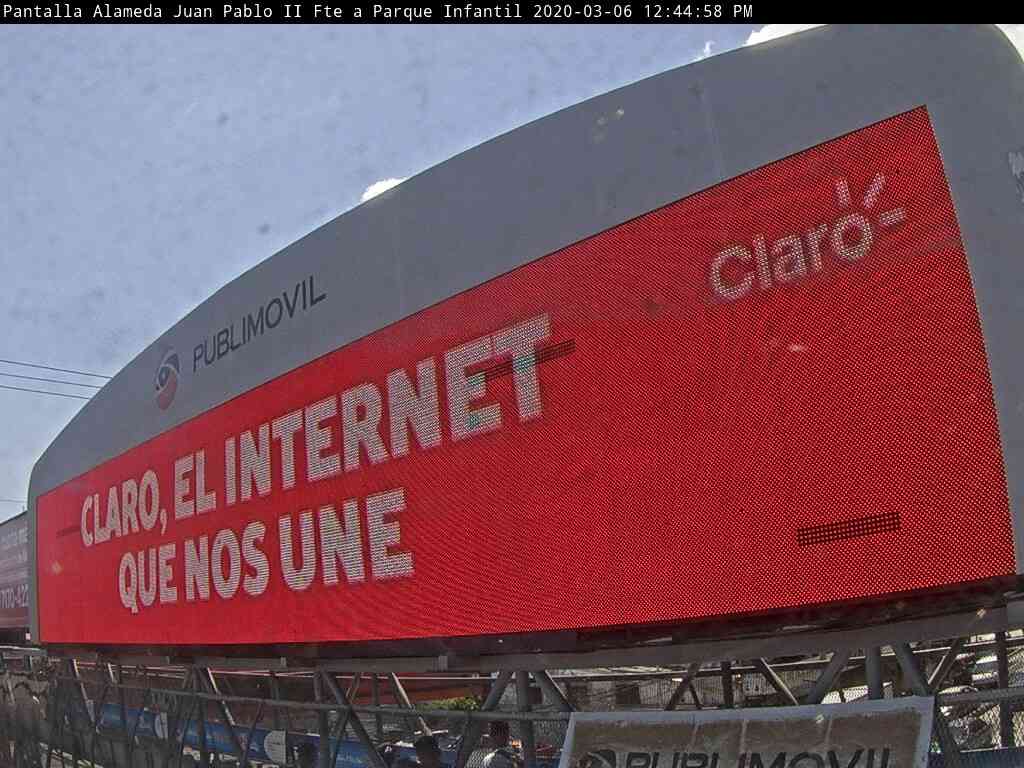 Pantalla Alameda Juan Pablo II Fte a Parque Infantil 2020-03-06 12:44:58 PM
PUBLIMOVIL
Claro
CLARO, EL INTERNET
QUE NOS UNE
PUBLIMOVIL